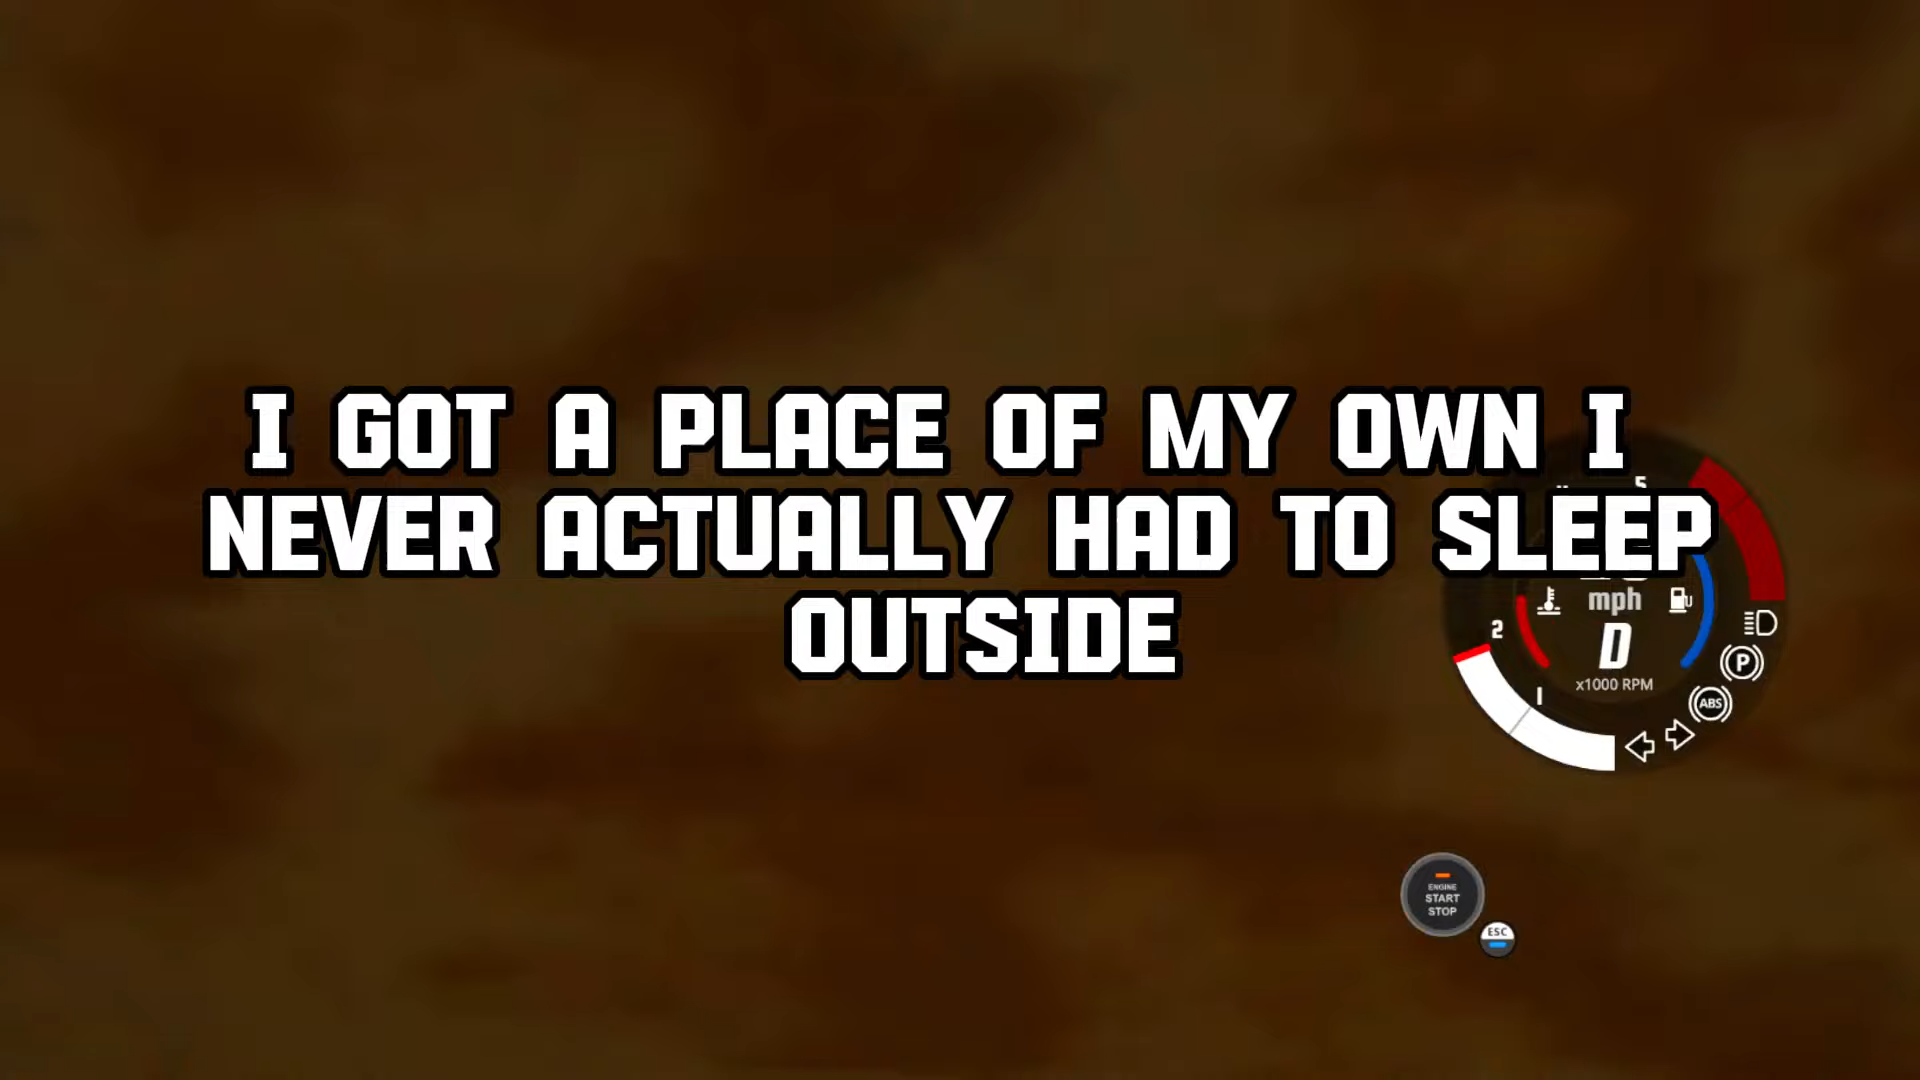 I GOT A PLACE OF MY OWN I
NEVER ACTUALLY HAD TO SLEEP
OUTSIDE
5
mph
2
D
x1000 RPM
1
P
ABS
ENGINE
START
STOP
ESC